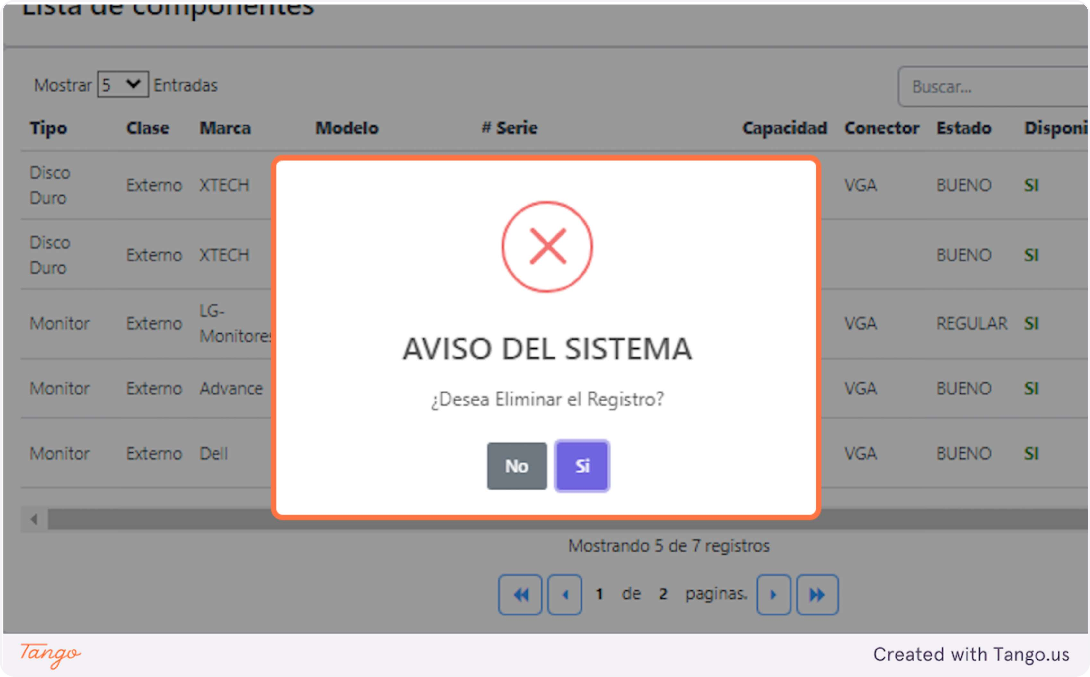 Lista de componentes
Mostrar 5 Entradas
Buscar...
Tipo Clase Marca Modelo # Serie Capacidad Conector Estado Disponi
Disco
Duro
Externo XTECH VGA BUENO SI
Disco
Duro
Externo XTECH BUENO SI
Monitor Externo LG-
Monitores
VGA REGULAR SI
Monitor Externo Advance VGA BUENO SI
Monitor Externo Dell VGA BUENO SI
AVISO DEL SISTEMA
¿Desea Eliminar el Registro?
No Si
Mostrando 5 de 7 registros
1 de 2 paginas.
Tango
Created with Tango.us